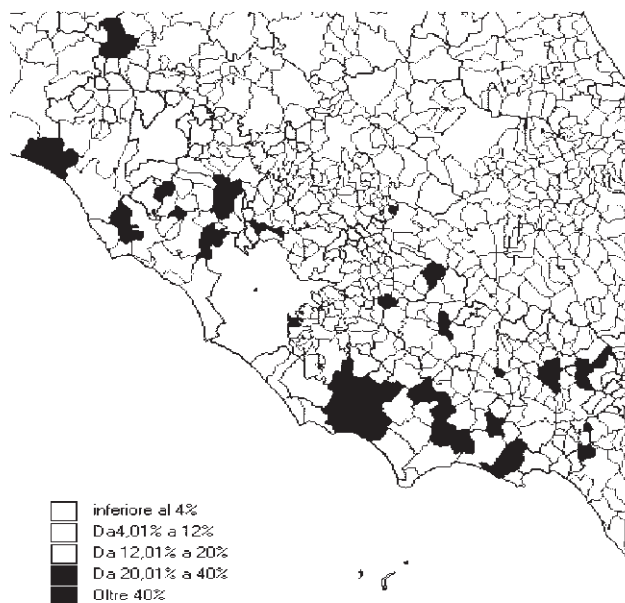 inferiore al 4%
Da4,01% a 12%
Da 12,01% a 20%
Da 20,01% a 40%
Oltre 40%